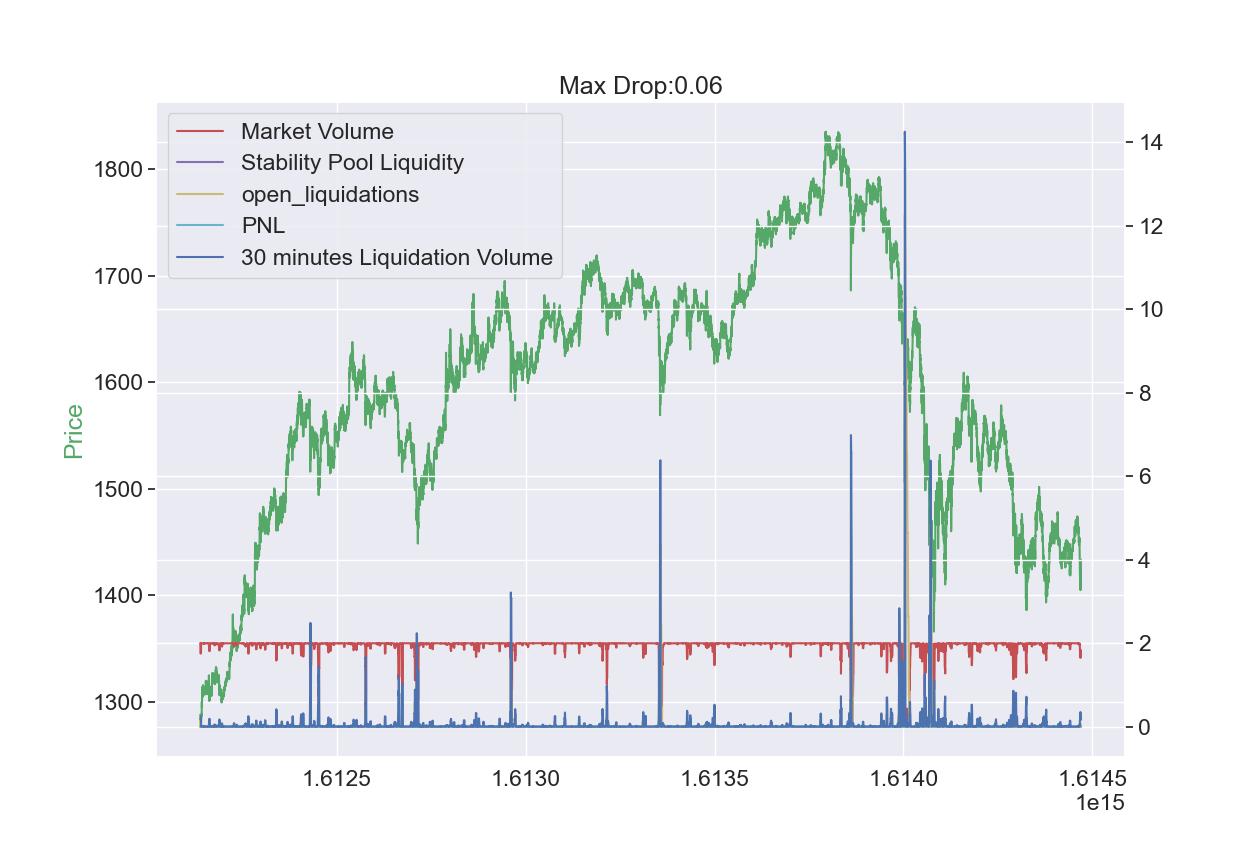 Max Drop:0.06
Market Volume
Stability Pool Liquidity
open_liquidations
PNL
30 minutes Liquidation Volume
Price
1800
1700
1600
1500
1400
1300
14
12
10
8
6
4
2
0
1.6125
1.6130
1.6135
1.6140
1.6145
1e15